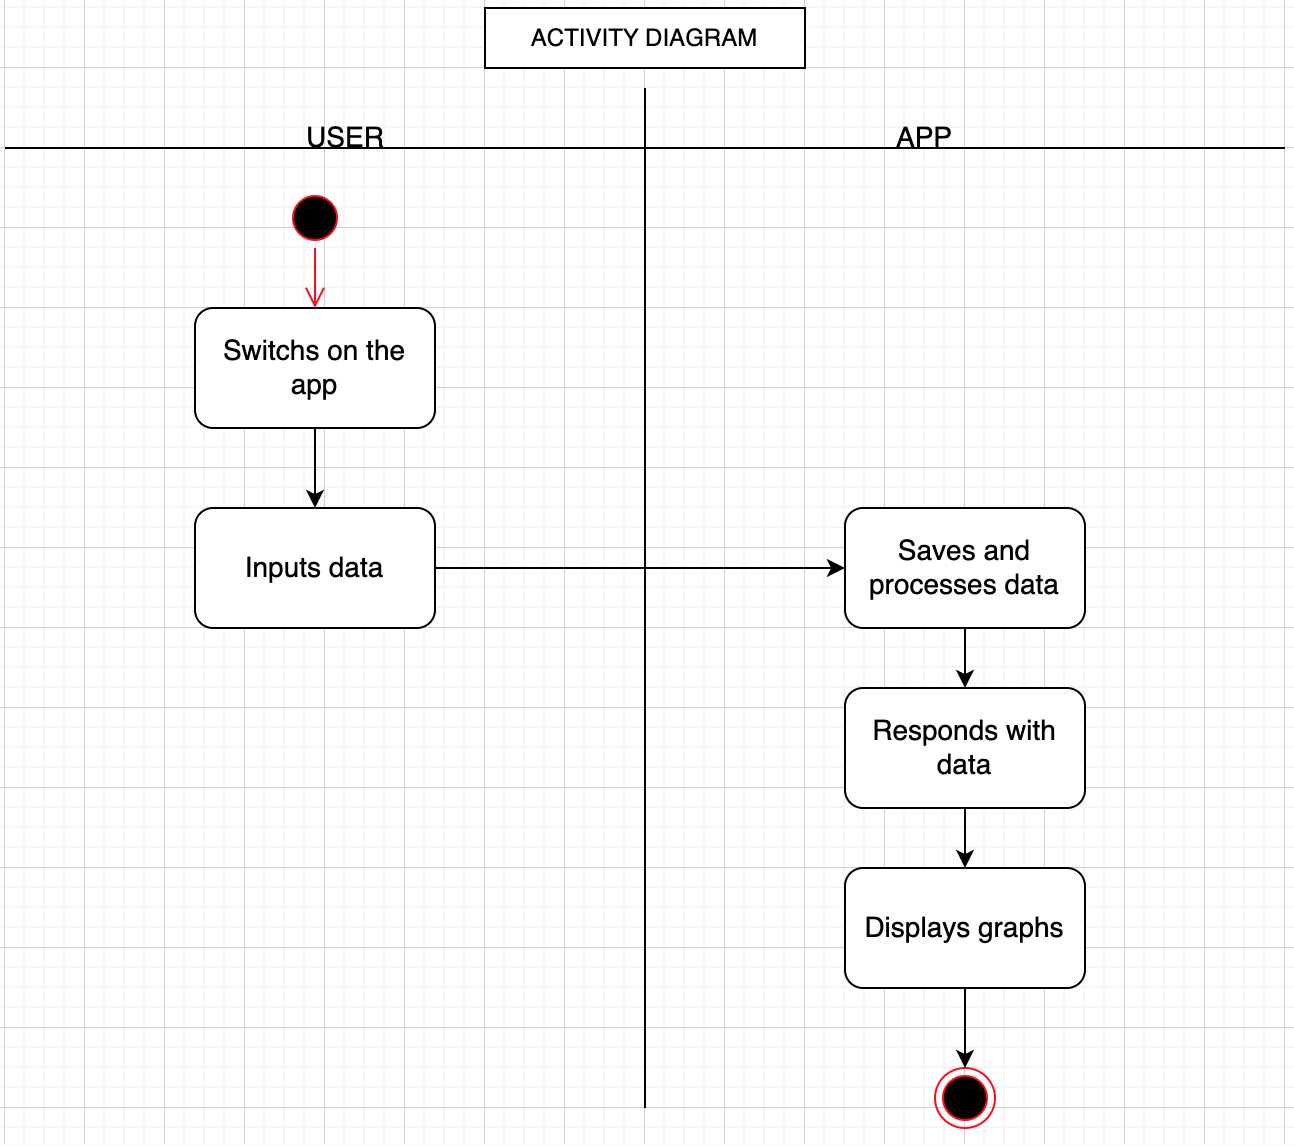 ACTIVITY DIAGRAM
USER
APP
Switchs on the
app
Inputs data
Saves and
processes data
Responds with
data
Displays graphs